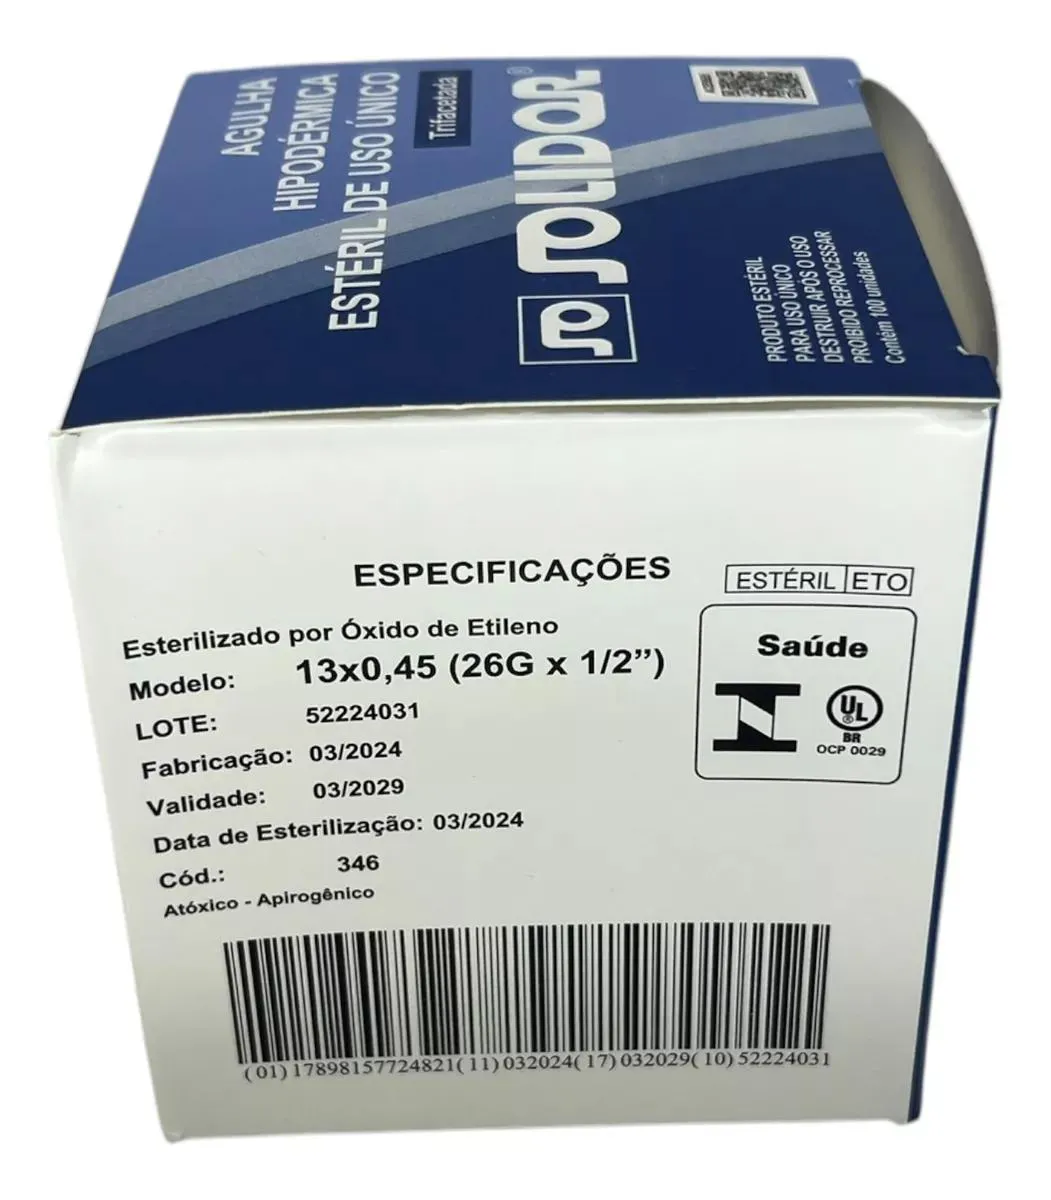 AGULHA
HIPODÉRMICA
ESTÉRIL DE USO ÚNICO
Trifacetada
SOLIDOR®
PRODUTO ESTÉRIL
PARA USO ÚNICO
DESTRUIR APÓS O USO
PROIBIDO REPROCESSAR
Contém 100 unidades
ESPECIFICAÇÕES
ESTÉRIL ETO
Esterilizado por Óxido de Etileno
Modelo: 13x0,45 (26G x 1/2”)
LOTE: 52224031
Fabricação: 03/2024
Validade: 03/2029
Data de Esterilização: 03/2024
Cód.: 346
Atóxico - Apirogênico
Saúde
UL ®
BR
OCP 0029
(01)17898157724821(11)032024(17)032029(10)52224031